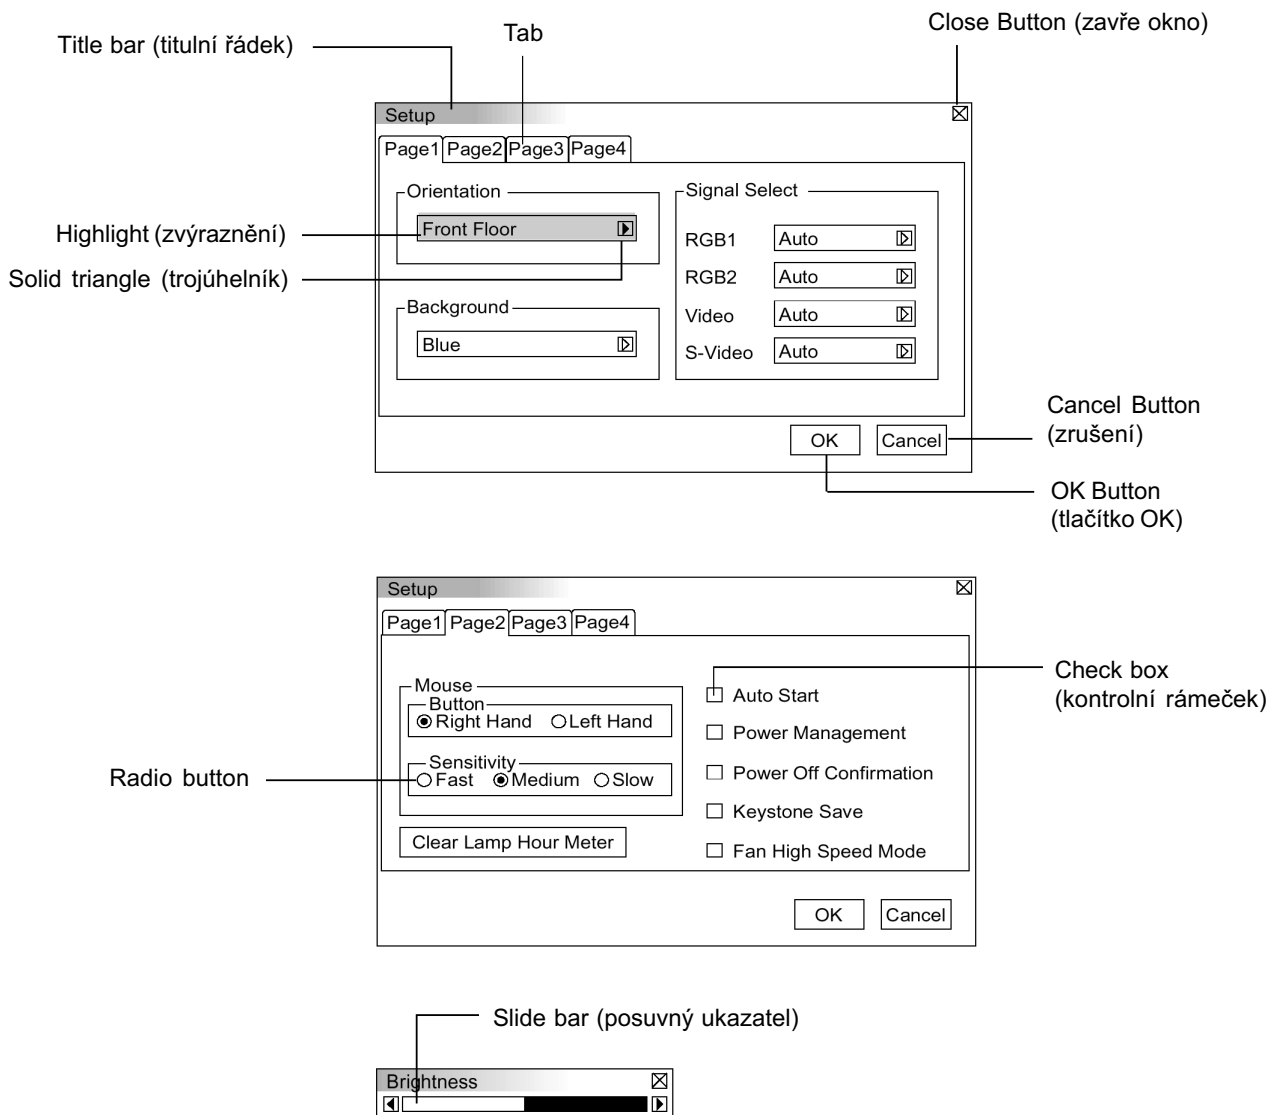 Close Button (zavře okno)
Title bar (titulní řádek)
Tab
Setup
Page1 Page2 Page3 Page4
Orientation
Signal Select
Highlight (zvýraznění)
Front Floor
RGB1 Auto
Solid triangle (trojúhelník)
RGB2 Auto
Background
Video Auto
Blue
S-Video Auto
Cancel Button
(zrušení)
OK Cancel
OK Button
(tlačítko OK)
Setup
Page1 Page2 Page3 Page4
Check box
(kontrolní rámeček)
Mouse
Auto Start
Button
Right Hand Left Hand
Power Management
Sensitivity
Radio button
Fast Medium Slow
Power Off Confirmation
Keystone Save
Clear Lamp Hour Meter
Fan High Speed Mode
OK Cancel
Slide bar (posuvný ukazatel)
Brightness